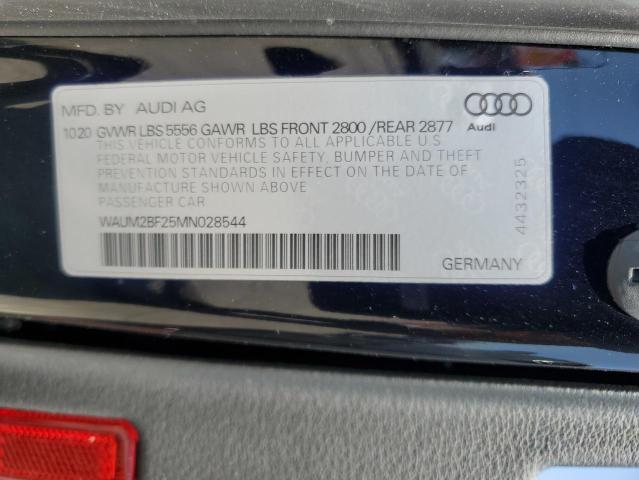 MFD. BY AUDI AG
10 20 GVWR LBS 5556 GAWR LBS FRONT 2800 /REAR 2877
THIS VEHICLE CONFORMS TO ALL APPLICABLE U.S
FEDERAL MOTOR VEHICLE SAFETY, BUMPER AND THEFT
PREVENTION STANDARDS IN EFFECT ON THE DATE OF
MANUFACTURE SHOWN ABOVE
PASSENGER CAR
WAUM2BF25MN028544
GERMANY
Audi
4432325